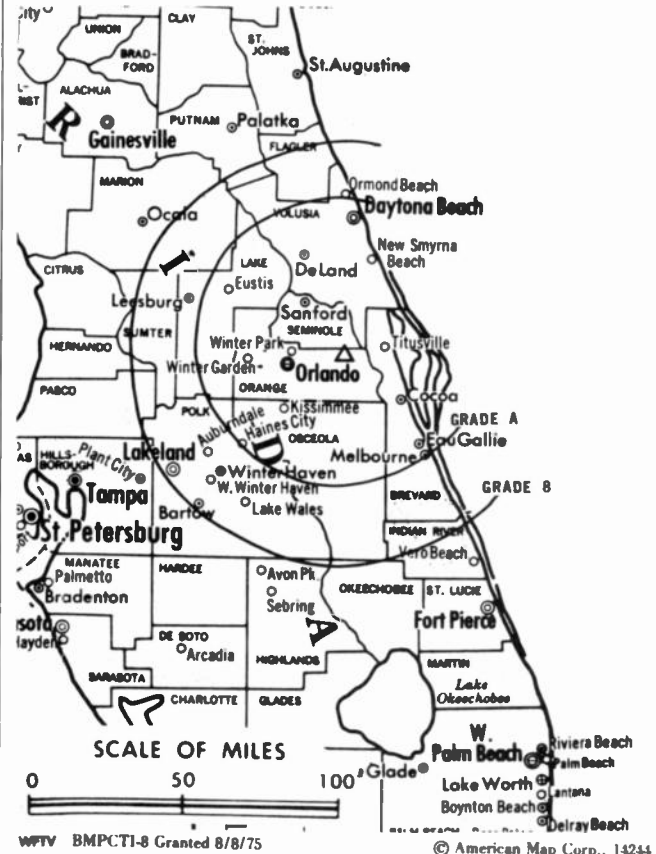 CLAY
UNION
ST.
JOHNS
BRAD-
FORD
St.Augustine
ALACHUA
R
Gainesville
PUTNAM
Palatka
FLAGLER
MARION
Ormond Beach
Daytona Beach
Ocala
VOLUSIA
I
New Smyrna
Beach
CITRUS
LAKE
DeLand
Leesburg
Eustis
Sanford
SEMINOLE
SUMTER
HERNANDO
Winter Park
Titusville
Winter Garden
Orlando
PASCO
ORANGE
Cocoa
POLK
Kissimmee
Auburndale
Haines City
OSCEOLA
GRADE A
D
EauGallie
Lakeland
Melbourne
AS
HILLS-
BOROUGH
Plant City
Winter Haven
W. Winter Haven
GRADE B
Tampa
BREVARD
Bartow
Lake Wales
St. Petersburg
INDIAN RIVER
Vero Beach
MANATEE
HARDEE
Palmetto
Avon Pk.
OKEECHOBEE
ST. LUCIE
Bradenton
Sebring
Fort Pierce
sota
Hayden
DE SOTO
A
Arcadia
HIGHLANDS
MARTIN
SARASOTA
Lake
Okeechobee
CHARLOTTE
GLADES
W.
Palm Beach
SCALE OF MILES
Riviera Beach
Palm Beach
Glade
0 50 100
Lake Worth
Lantana
Boynton Beach
Delray Beach
WFTV BMPCTI-8 Granted 8/8/75
© American Map Corp., 14244